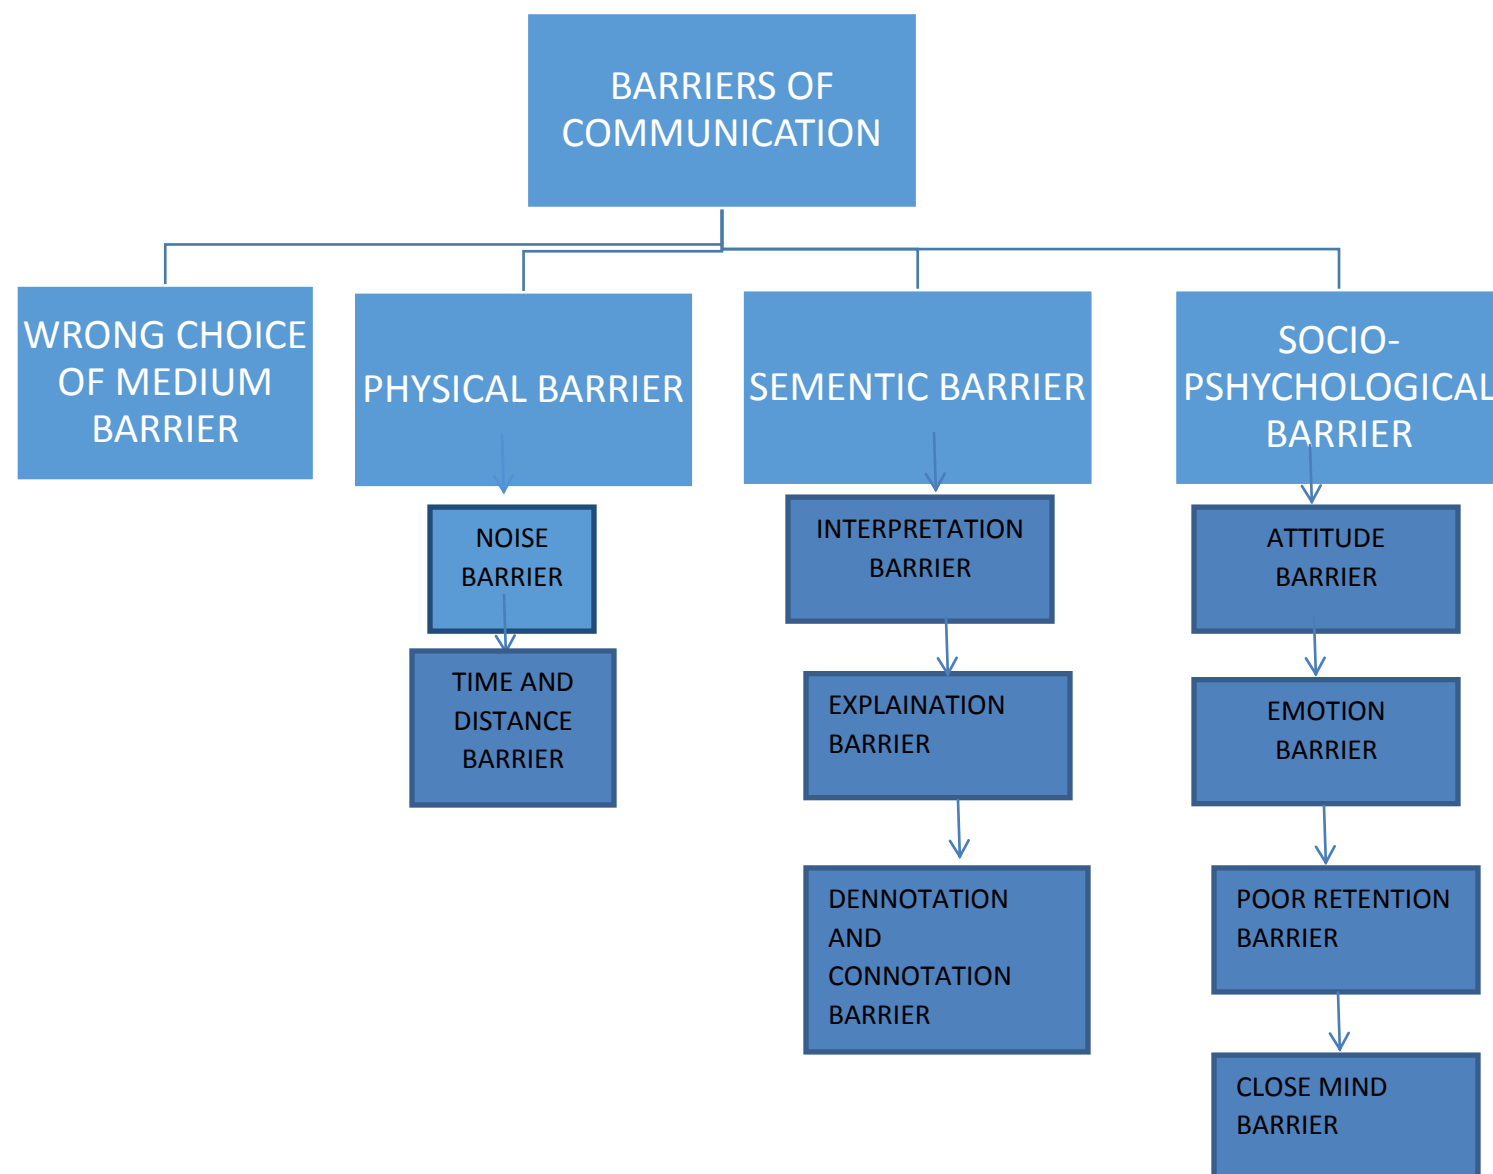 BARRIERS OF
COMMUNICATION
WRONG CHOICE
OF MEDIUM
BARRIER
PHYSICAL BARRIER
SEMENTIC BARRIER
SOCIO-
PSHYCHOLOGICAL
BARRIER
NOISE
BARRIER
TIME AND
DISTANCE
BARRIER
INTERPRETATION
BARRIER
EXPLAINATION
BARRIER
DENNOTATION
AND
CONNOTATION
BARRIER
ATTITUDE
BARRIER
EMOTION
BARRIER
POOR RETENTION
BARRIER
CLOSE MIND
BARRIER